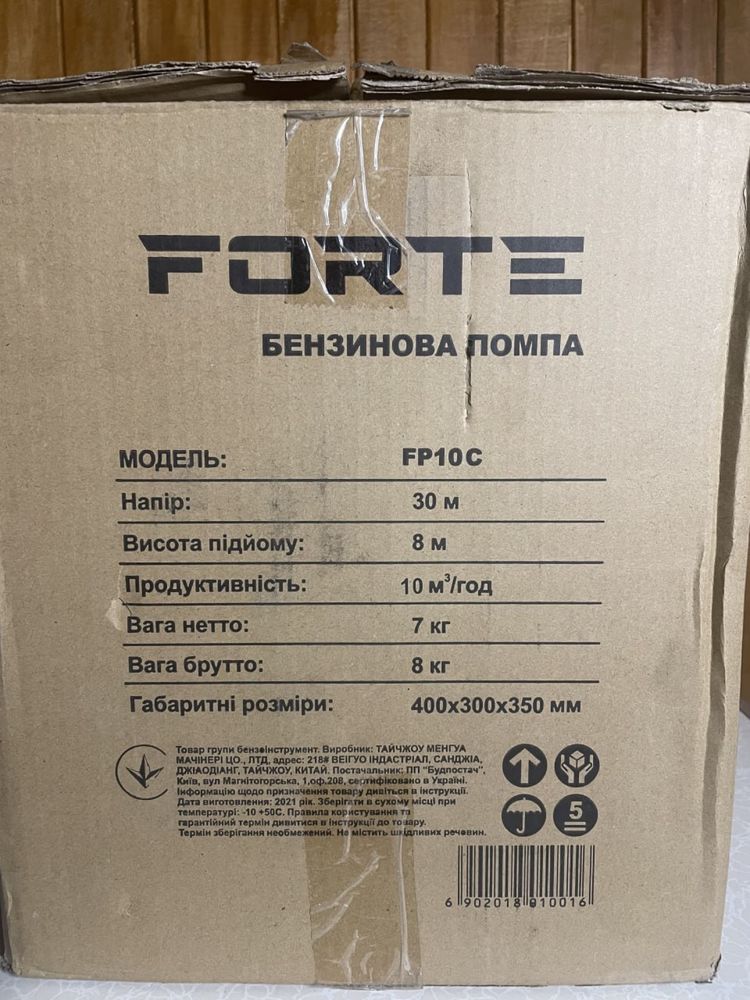 FORTE
БЕНЗИНОВА ПОМПА
МОДЕЛЬ: FP10C
Напір: 30 м
Висота підйому: 8 м
Продуктивність: 10 м³/год
Вага нетто: 7 кг
Вага брутто: 8 кг
Габаритні розміри: 400х300х350 мм
Товар групи бензоінструмент. Виробник: ТАЙЧЖОУ МЕНГУА
МАЧІНЕРІ ЦО., ЛТД, адрес: 218# ВЕІГУО ІНДАСТРІАЛ, САНДЖІА,
ДЖІАОДІАНГ, ТАЙЧЖОУ, КИТАЙ. Постачальник: ПП "Будпостач",
Київ, вул Магнітогорська, 1,оф.208, сертифіковано в Україні.
Інформацію щодо призначення товару дивіться в інструкції.
Дата виготовлення: 2021 рік. Зберігати в сухому місці при
температурі: -10 +50С. Правила користування та
гарантійний термін дивитися в інструкції до товару.
Термін зберігання необмежений. Не містить шкідливих речовин.
5
6 902018 010016